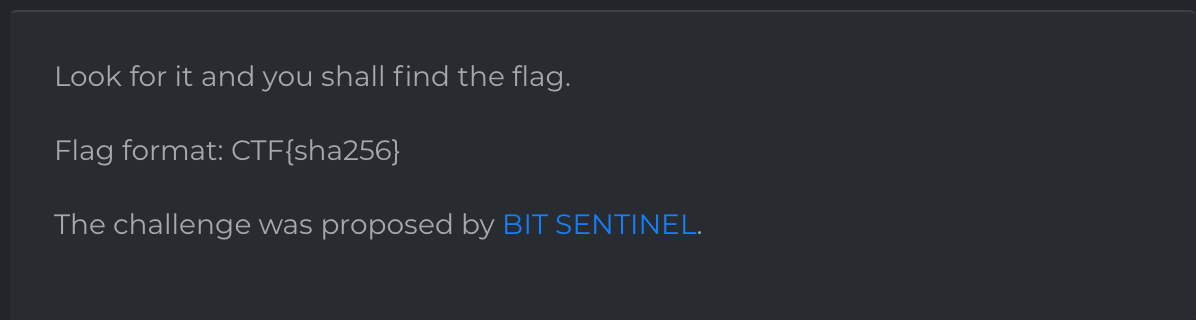 Look for it and you shall find the flag.
Flag format: CTF{sha256}
The challenge was proposed by BIT SENTINEL.